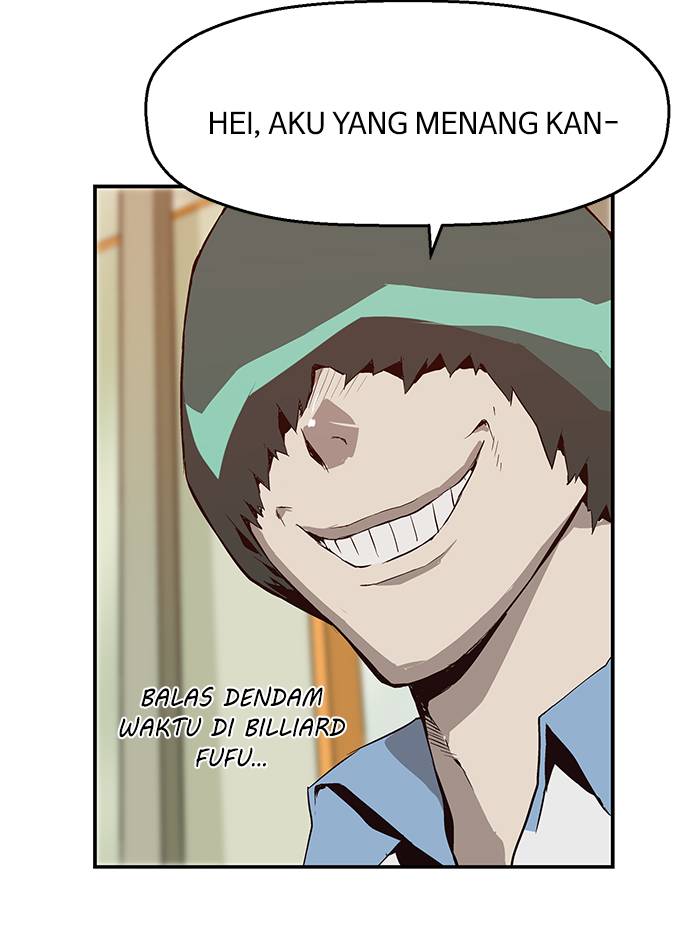 HEI, AKU YANG MENANG KAN-
BALAS DENDAM
WAKTU DI BILLIARD
FUFU...